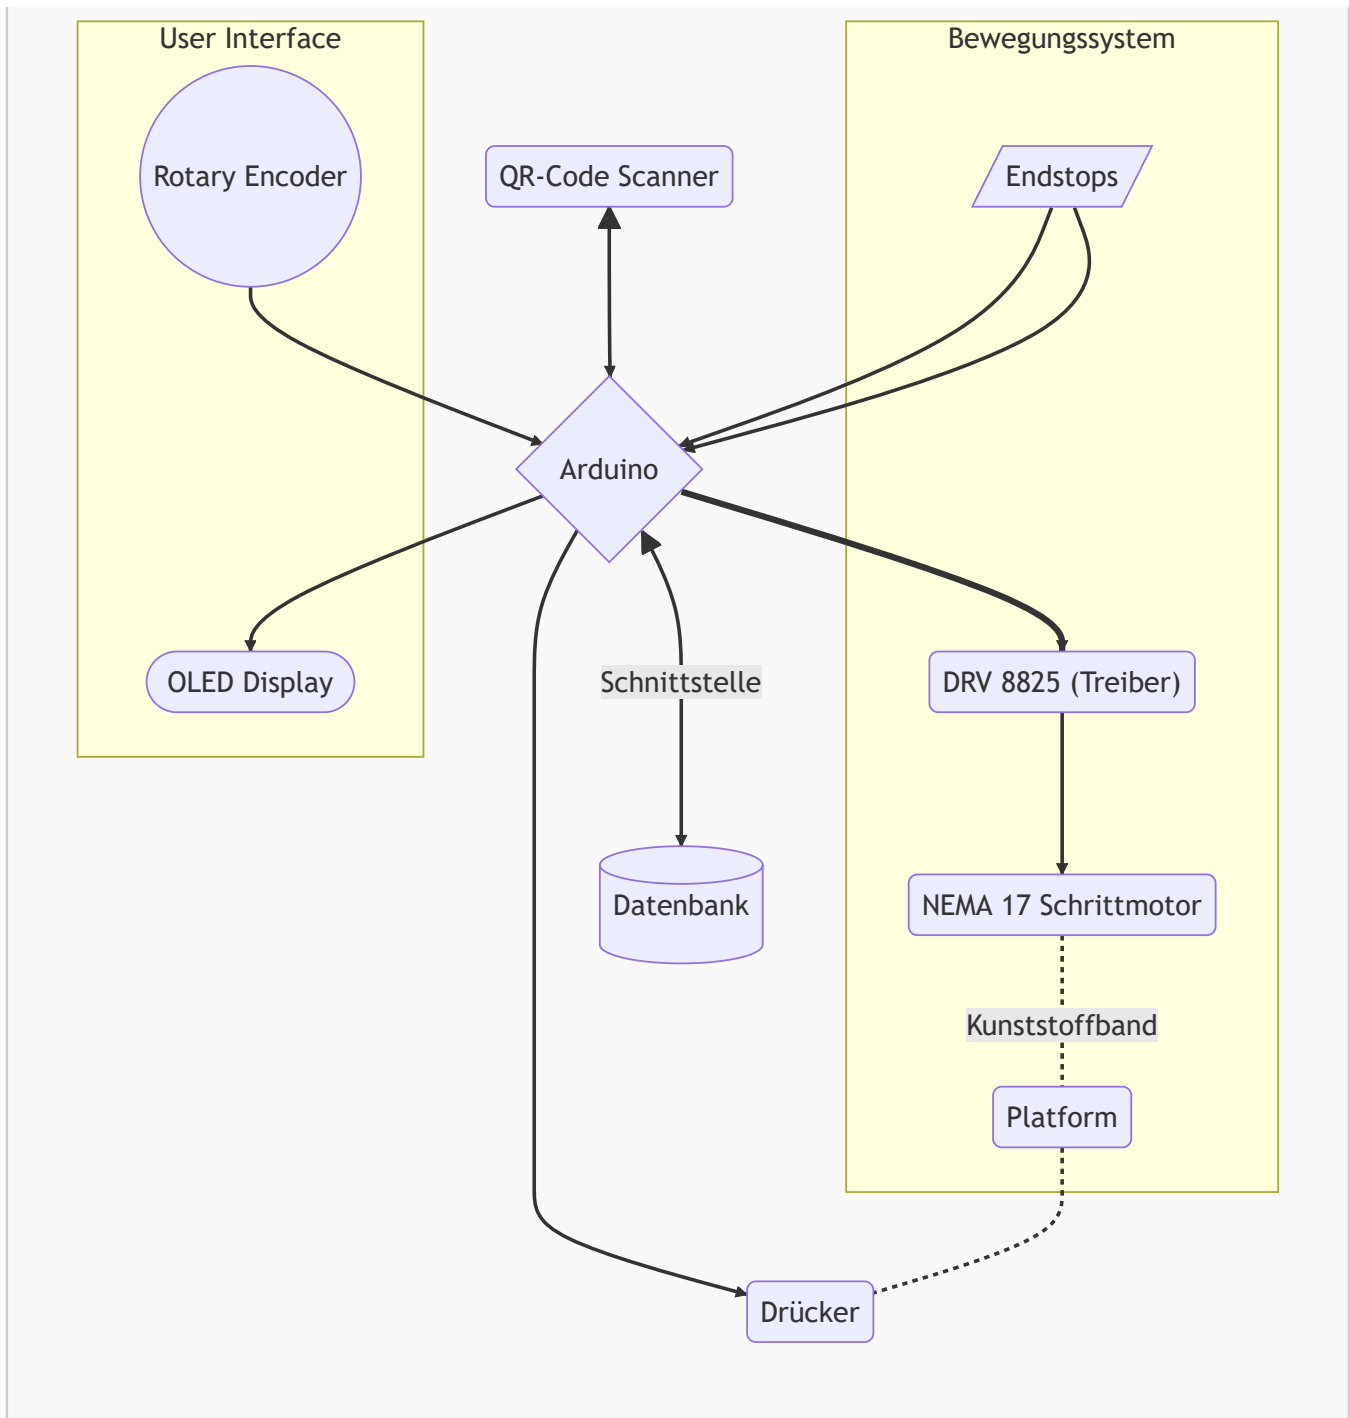 User Interface
Bewegungssystem
Rotary Encoder
QR-Code Scanner
Endstops
Arduino
OLED Display
Schnittstelle
DRV 8825 (Treiber)
Datenbank
NEMA 17 Schrittmotor
Kunststoffband
Platform
Drücker